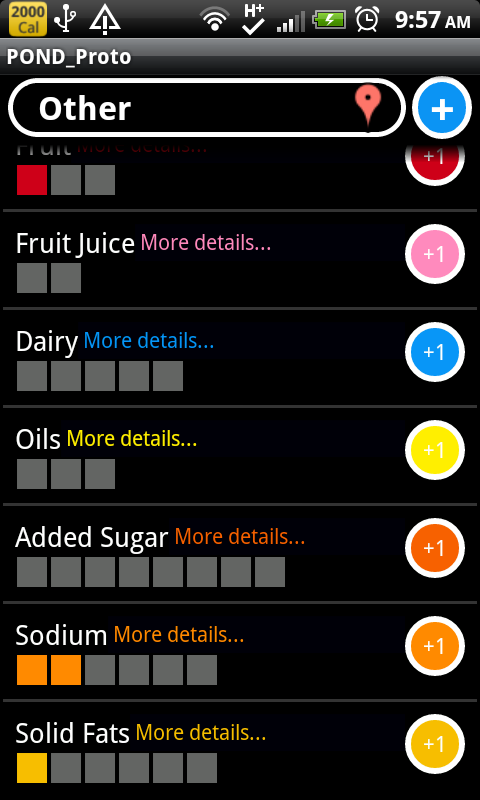 2000
Cal
H+
9:57 AM
POND_Proto
Other
+
Fruit More details...
+1
Fruit Juice More details...
+1
Dairy More details...
+1
Oils More details...
+1
Added Sugar More details...
+1
Sodium More details...
+1
Solid Fats More details...
+1